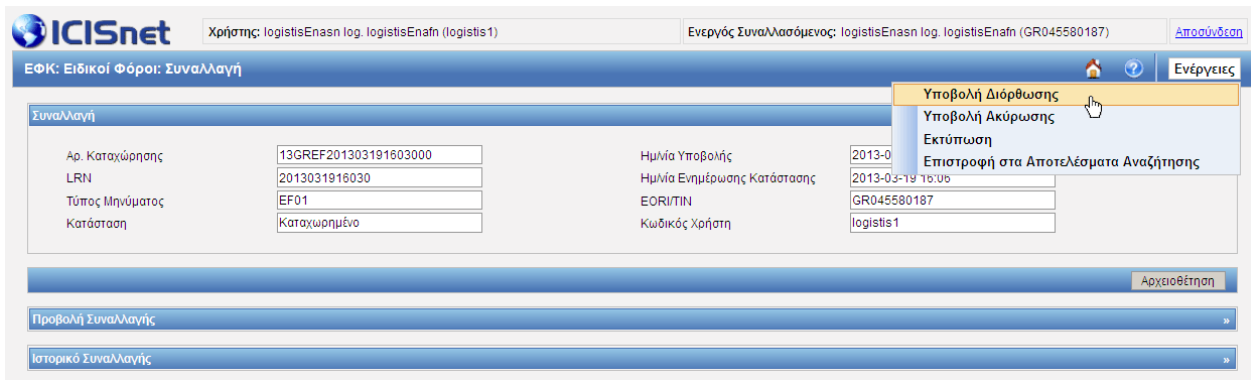 ICISnet
Χρήστης: logistisEnasn log. logistisEnafn (logistis1)
Ενεργός Συναλλασόμενος: logistisEnasn log. logistisEnafn (GR045580187)
Αποσύνδεση
ΕΦΚ: Ειδικοί Φόροι: Συναλλαγή
Ενέργειες
Υποβολή Διόρθωσης
Υποβολή Ακύρωσης
Εκτύπωση
Επιστροφή στα Αποτελέσματα Αναζήτησης
Συναλλαγή
Αρ. Καταχώρησης 13GREF201303191603000 Ημ/νία Υποβολής 2013-0
LRN 2013031916030 Ημ/νία Ενημέρωσης Κατάστασης 2013-03-19 16:06
Τύπος Μηνύματος EF01 EORI/TIN GR045580187
Κατάσταση Καταχωρημένο Κωδικός Χρήστη logistis1
Αρχειοθέτηση
Προβολή Συναλλαγής »
Ιστορικό Συναλλαγής »